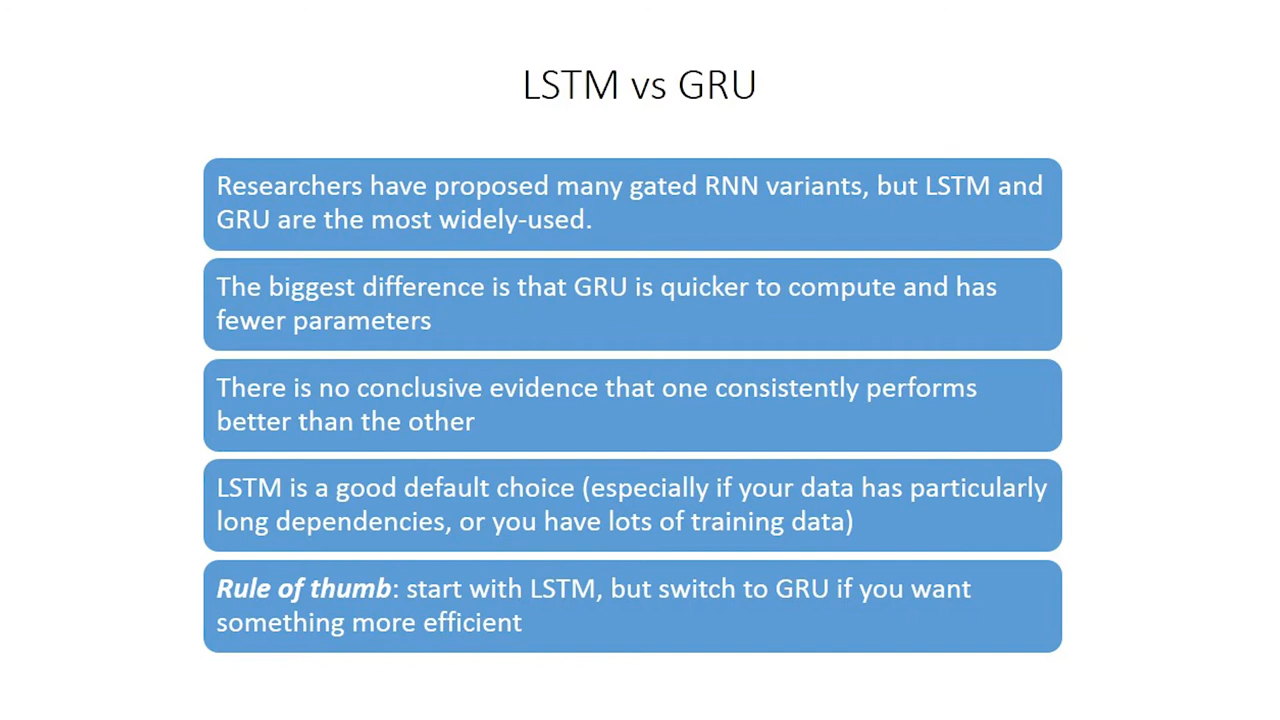 LSTM vs GRU
Researchers have proposed many gated RNN variants, but LSTM and
GRU are the most widely-used.
The biggest difference is that GRU is quicker to compute and has
fewer parameters
There is no conclusive evidence that one consistently performs
better than the other
LSTM is a good default choice (especially if your data has particularly
long dependencies, or you have lots of training data)
Rule of thumb: start with LSTM, but switch to GRU if you want
something more efficient